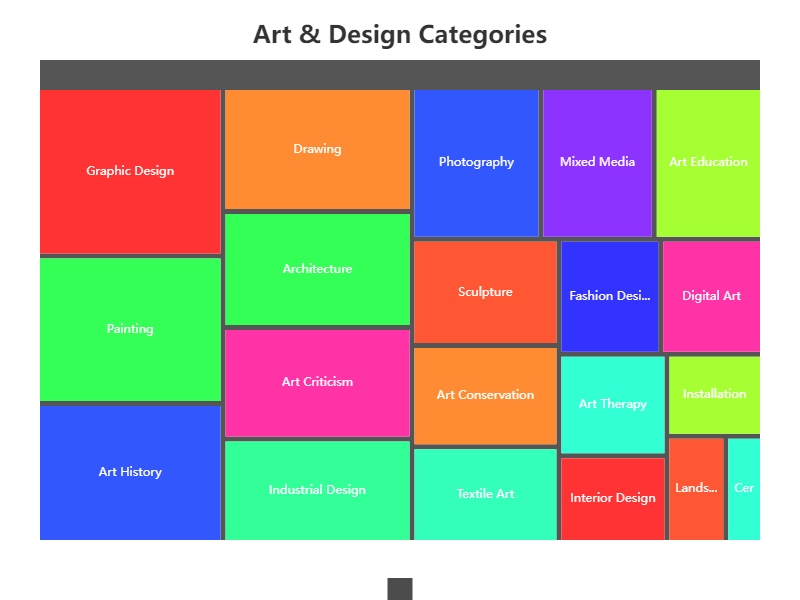 Art & Design Categories
Graphic Design
Drawing
Photography
Mixed Media
Art Education
Architecture
Sculpture
Fashion Desi...
Digital Art
Painting
Art Criticism
Art Conservation
Art Therapy
Installation
Art History
Industrial Design
Textile Art
Interior Design
Lands...
Cer